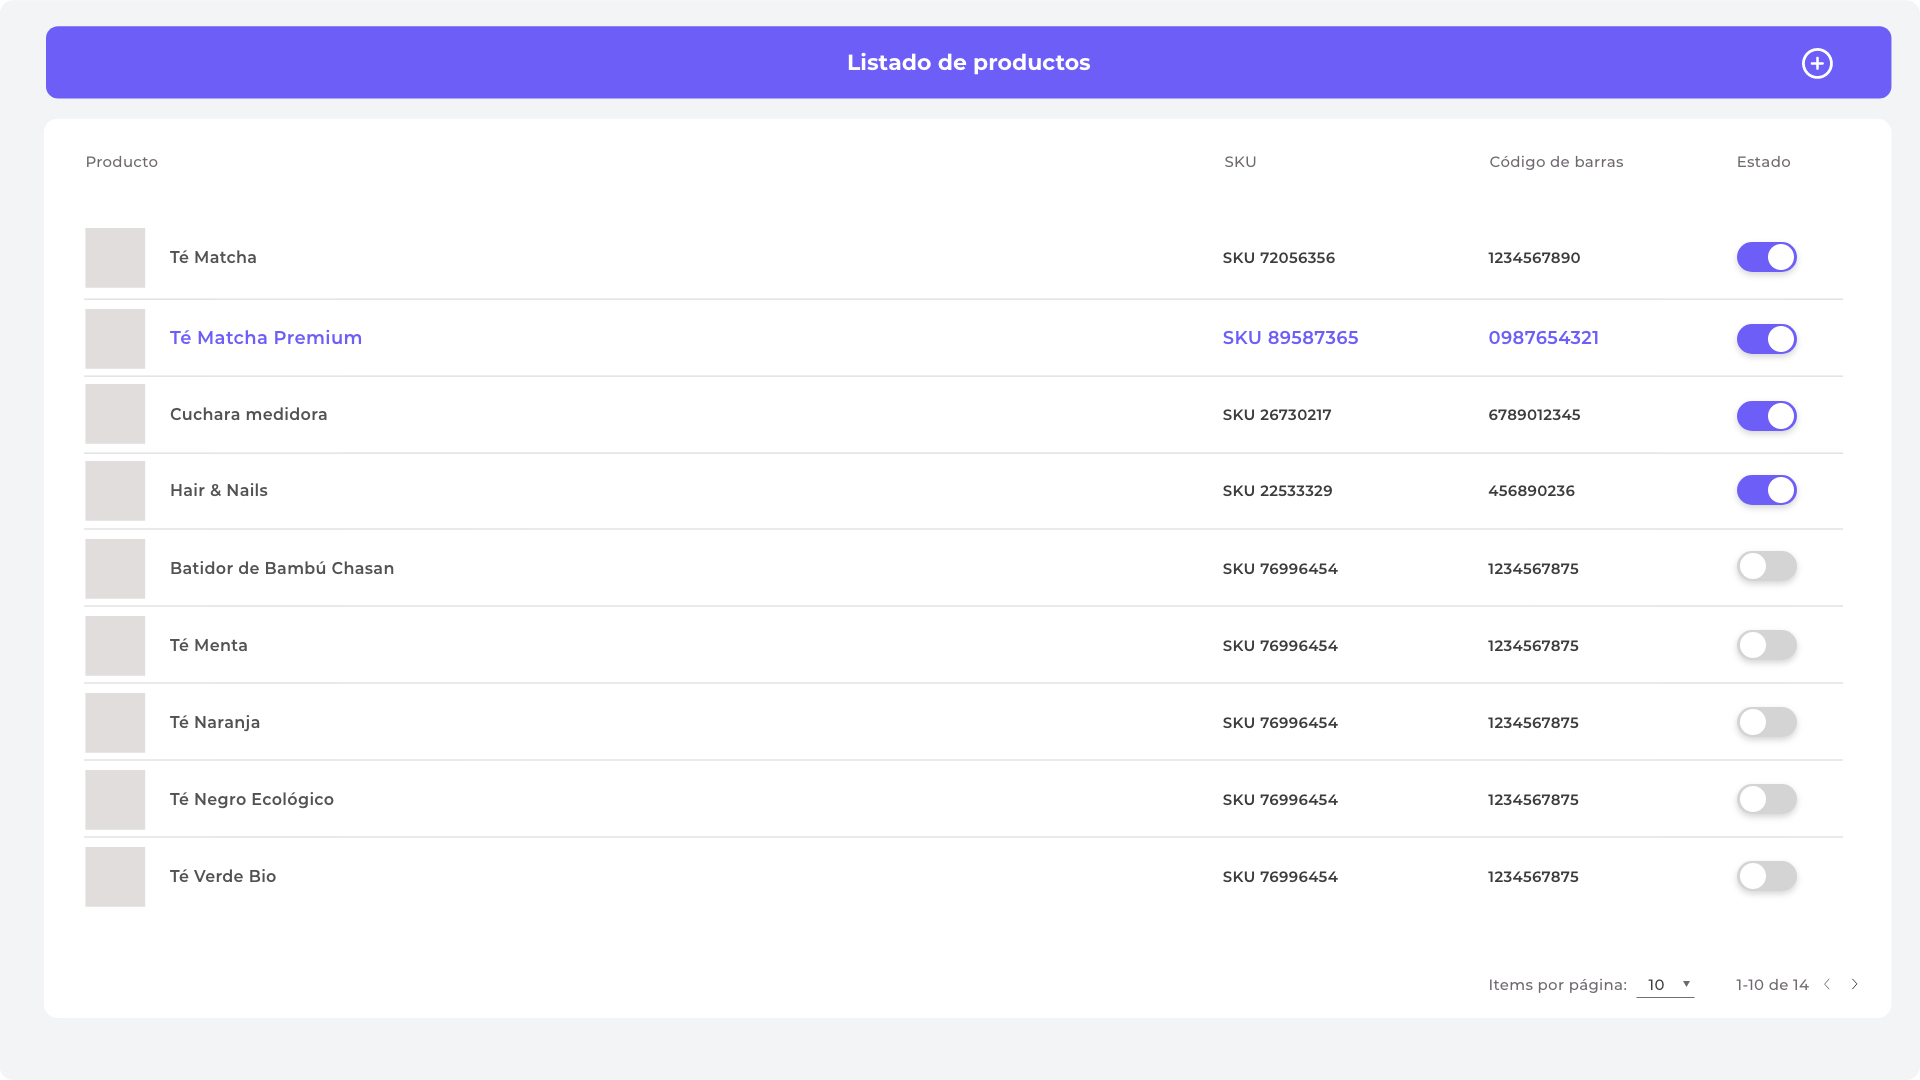 Listado de productos
Producto SKU Código de barras Estado
Té Matcha SKU 72056356 1234567890
Té Matcha Premium SKU 89587365 0987654321
Cuchara medidora SKU 26730217 6789012345
Hair & Nails SKU 22533329 456890236
Batidor de Bambú Chasan SKU 76996454 1234567875
Té Menta SKU 76996454 1234567875
Té Naranja SKU 76996454 1234567875
Té Negro Ecológico SKU 76996454 1234567875
Té Verde Bio SKU 76996454 1234567875
Items por página: 10 1-10 de 14